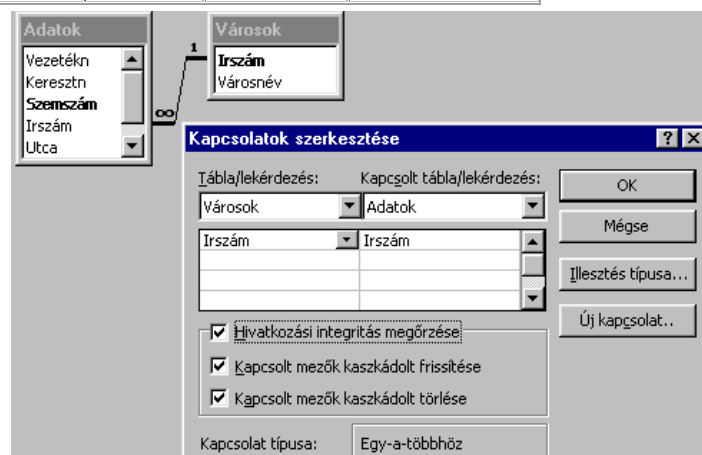 Adatok
Vezetékn
Keresztn
Szemszám
Irszám
Utca
∞
1
Városok
Irszám
Városnév
Kapcsolatok szerkesztése
Tábla/lekérdezés: Kapcsolt tábla/lekérdezés:
Városok Adatok
Irszám Irszám
OK
Mégse
Illesztés típusa...
Új kapcsolat..
Hivatkozási integritás megőrzése
Kapcsolt mezők kaszkádolt frissítése
Kapcsolt mezők kaszkádolt törlése
Kapcsolat típusa: Egy-a-többhöz